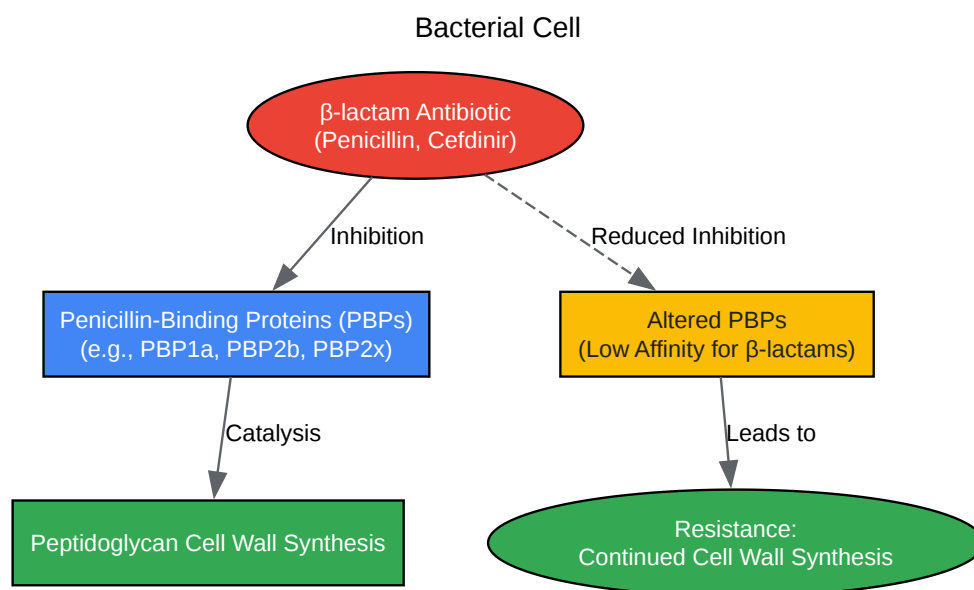 Bacterial Cell
β-lactam Antibiotic
(Penicillin, Cefdinir)
Inhibition
Reduced Inhibition
Penicillin-Binding Proteins (PBPs)
(e.g., PBP1a, PBP2b, PBP2x)
Altered PBPs
(Low Affinity for β-lactams)
Catalysis
Leads to
Peptidoglycan Cell Wall Synthesis
Resistance:
Continued Cell Wall Synthesis